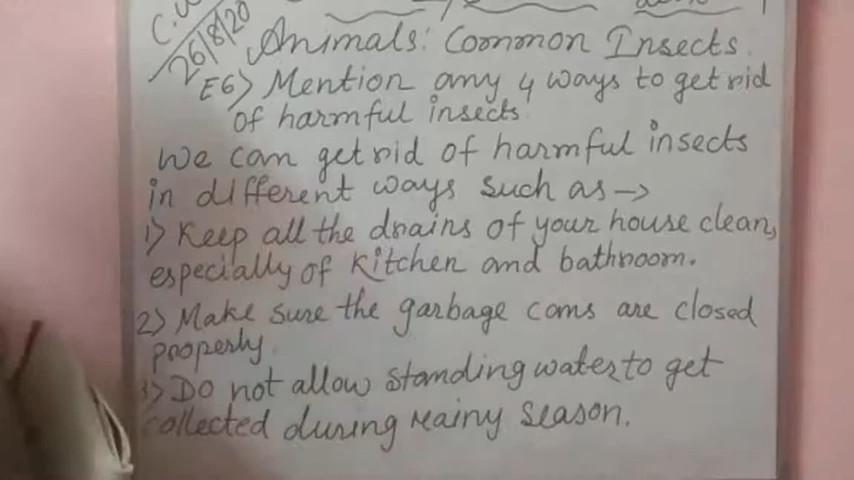 C.W
26/8/20
Animals: Common Insects
E6) Mention any 4 ways to get rid
of harmful insects
We can get rid of harmful insects
in different ways such as →
1) Keep all the drains of your house clean,
especially of kitchen and bathroom.
2) Make sure the garbage cans are closed
properly.
3) Do not allow standing water to get
collected during rainy season.